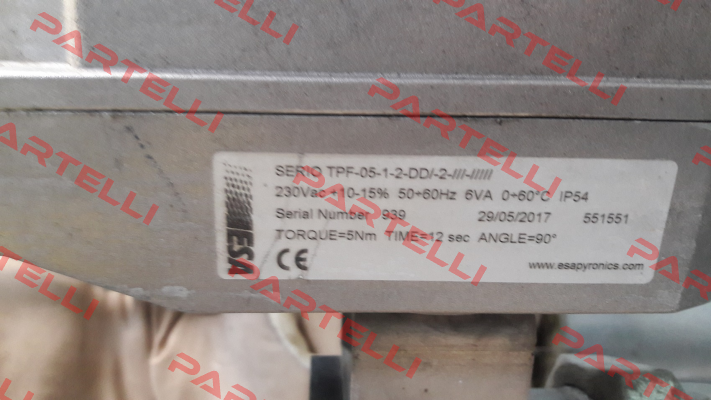 SERIO TPF-05-1-2-DD/-2-///-/////
230Vac +10-15% 50÷60Hz 6VA 0÷60°C IP54
Serial Number 939 29/05/2017 551551
TORQUE=5Nm TIME=12 sec ANGLE=90°
ESA
CE
www.esapyronics.com
PARTELLI
PARTELLI
PARTELLI
PARTELLI
PARTELLI
PARTELLI
PARTELLI
PARTELLI